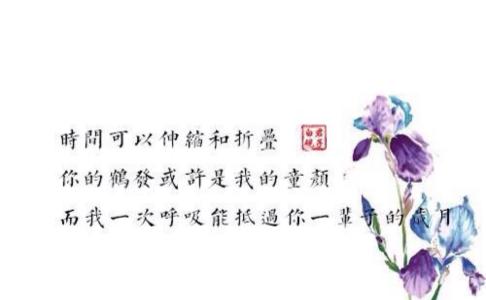 時間可以伸縮和折疊
你的鶴發或許是我的童顏
而我一次呼吸能抵過你一輩子的歲月